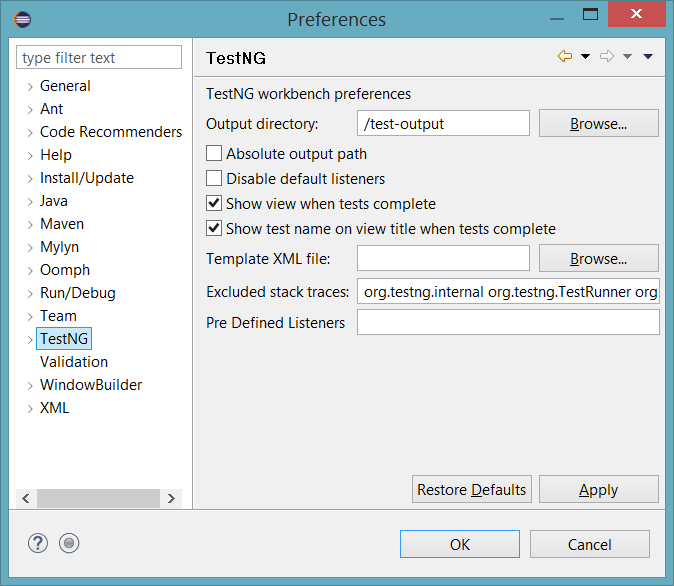 Preferences
type filter text
General
Ant
Code Recommenders
Help
Install/Update
Java
Maven
Mylyn
Oomph
Run/Debug
Team
TestNG
Validation
WindowBuilder
XML
TestNG
TestNG workbench preferences
Output directory: /test-output Browse...
Absolute output path
Disable default listeners
Show view when tests complete
Show test name on view title when tests complete
Template XML file: Browse...
Excluded stack traces: org.testng.internal org.testng.TestRunner org
Pre Defined Listeners
Restore Defaults Apply
? OK Cancel